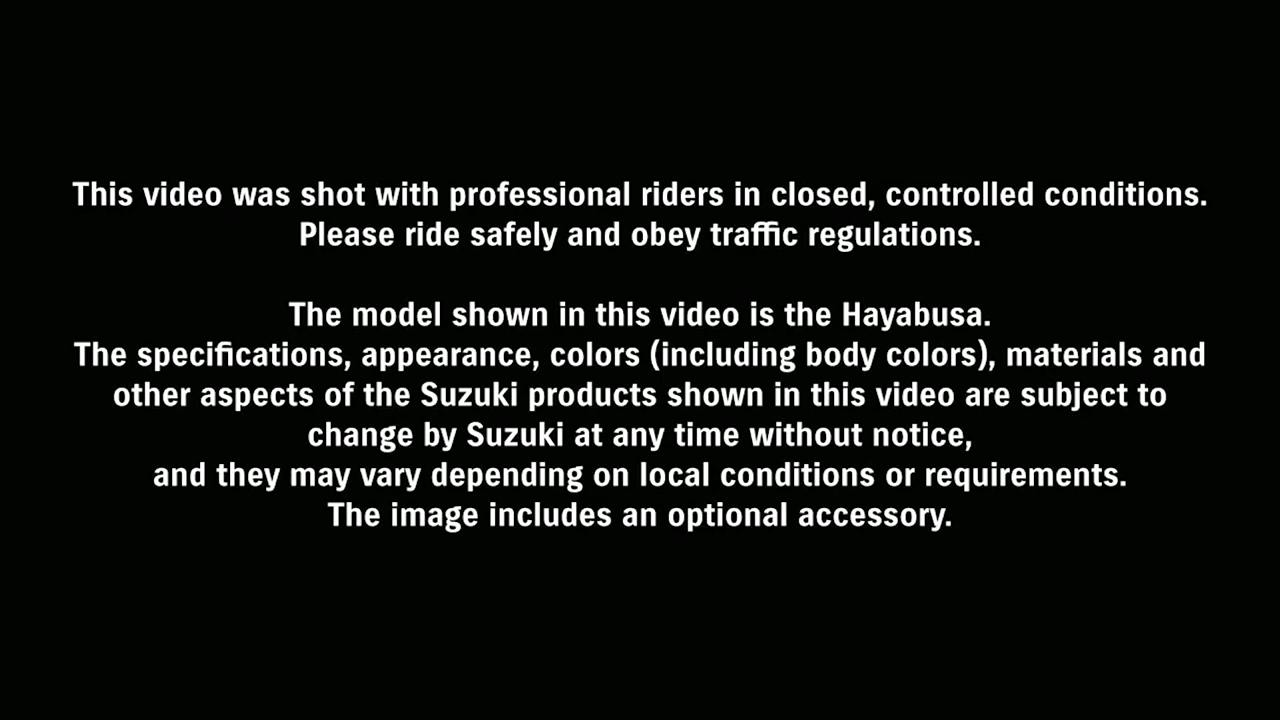 This video was shot with professional riders in closed, controlled conditions.
Please ride safely and obey traffic regulations.
The model shown in this video is the Hayabusa.
The specifications, appearance, colors (including body colors), materials and
other aspects of the Suzuki products shown in this video are subject to
change by Suzuki at any time without notice,
and they may vary depending on local conditions or requirements.
The image includes an optional accessory.